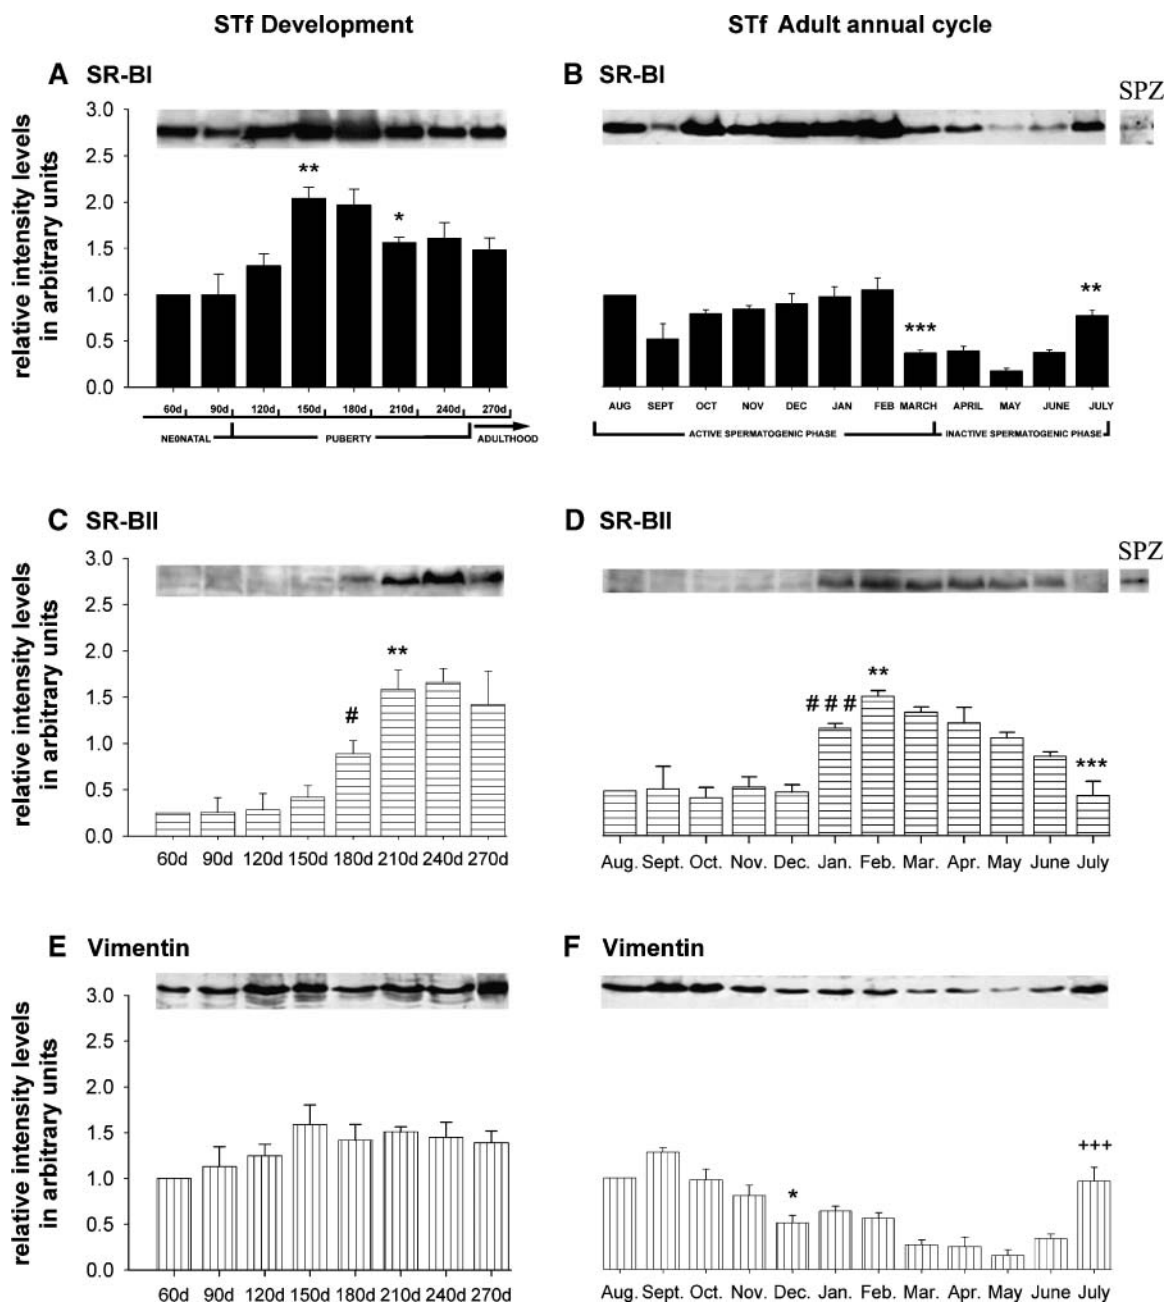 STf Development
STf Adult annual cycle
A SR-BI
B SR-BI
SPZ
relative intensity levels
in arbitrary units
3.0
2.5
2.0
1.5
1.0
0.5
0.0
**
*
***
**
60d 90d 120d 150d 180d 210d 240d 270d
NEONATAL PUBERTY ADULTHOOD
AUG SEPT OCT NOV DEC JAN FEB MARCH APRIL MAY JUNE JULY
ACTIVE SPERMATOGENIC PHASE INACTIVE SPERMATOGENIC PHASE
C SR-BII
D SR-BII
SPZ
relative intensity levels
in arbitrary units
3.0
2.5
2.0
1.5
1.0
0.5
0.0
#
**
# # #
**
***
60d 90d 120d 150d 180d 210d 240d 270d
Aug. Sept. Oct. Nov. Dec. Jan. Feb. Mar. Apr. May June July
E Vimentin
F Vimentin
relative intensity levels
in arbitrary units
3.0
2.5
2.0
1.5
1.0
0.5
0.0
*
+++
60d 90d 120d 150d 180d 210d 240d 270d
Aug. Sept. Oct. Nov. Dec. Jan. Feb. Mar. Apr. May June July